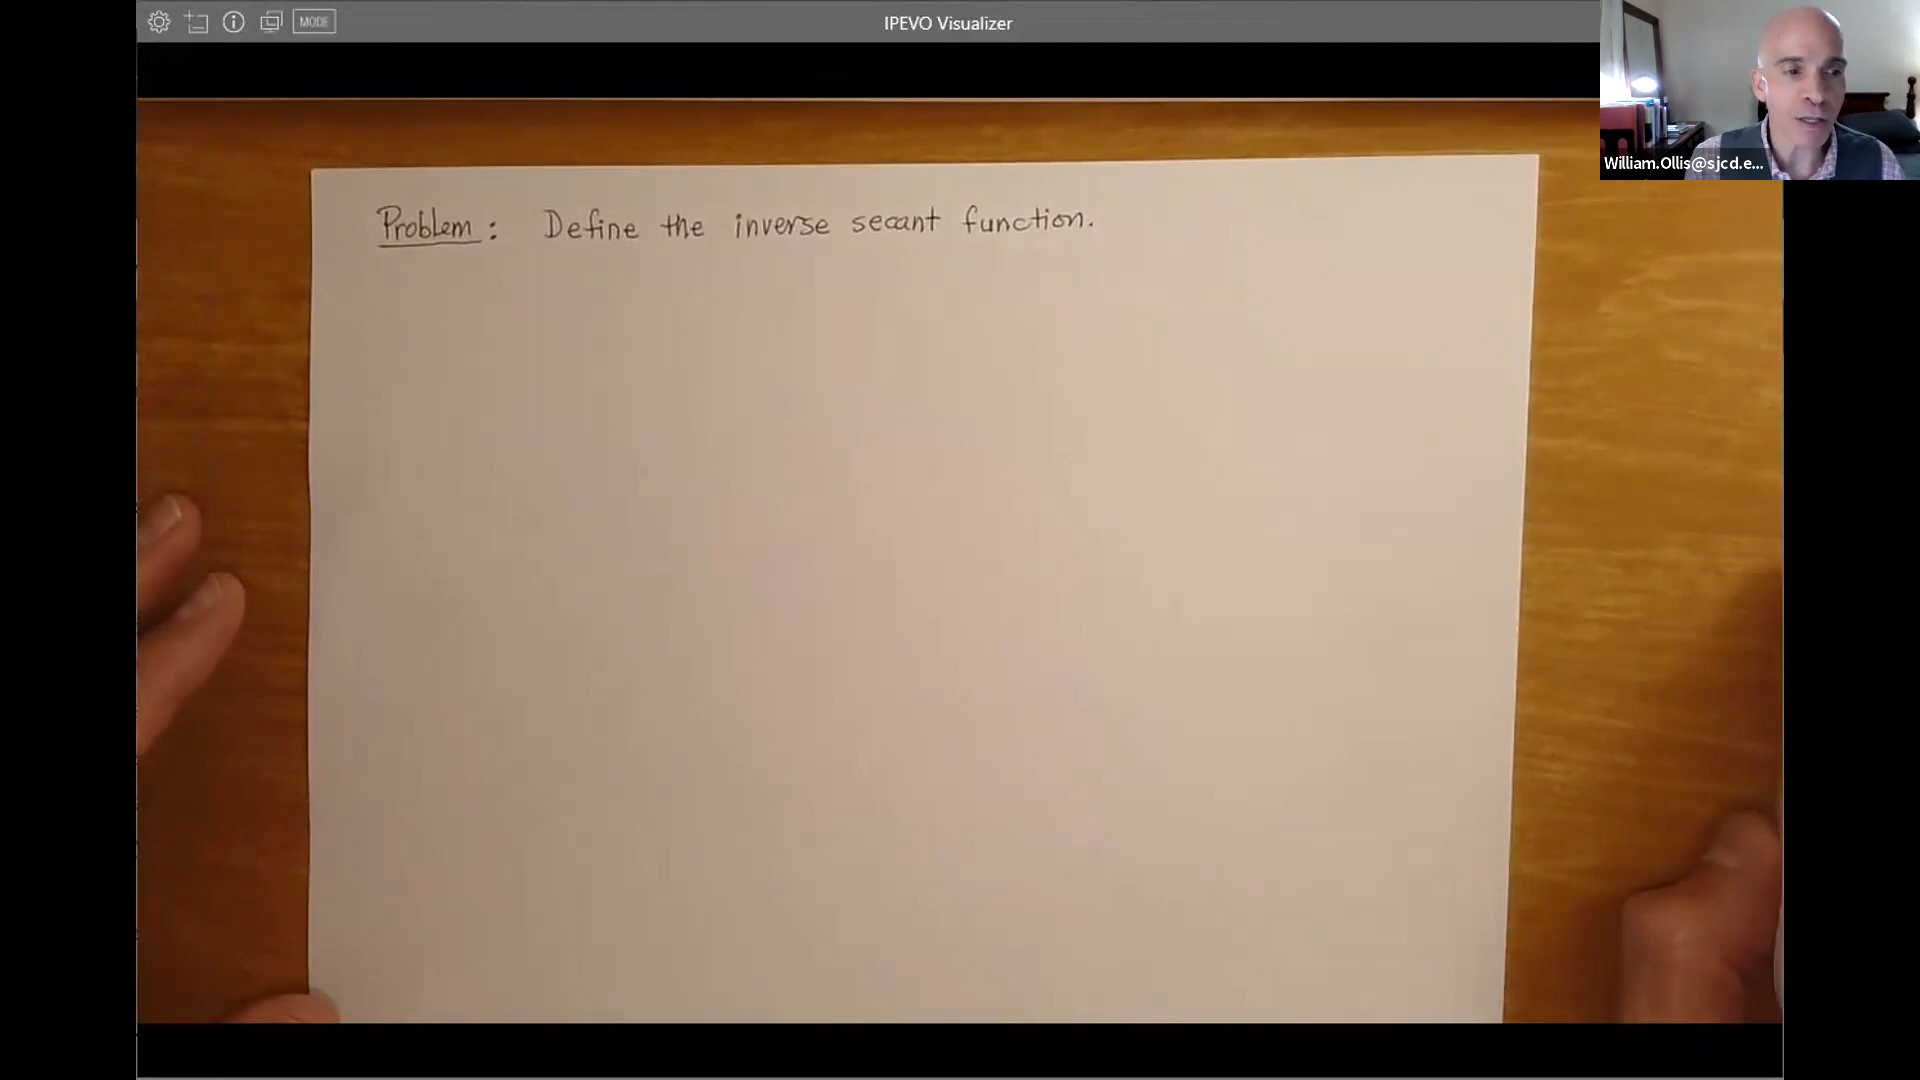 MODE
IPEVO Visualizer
William.Ollis@sjcd.e...
Problem: Define the inverse secant function.